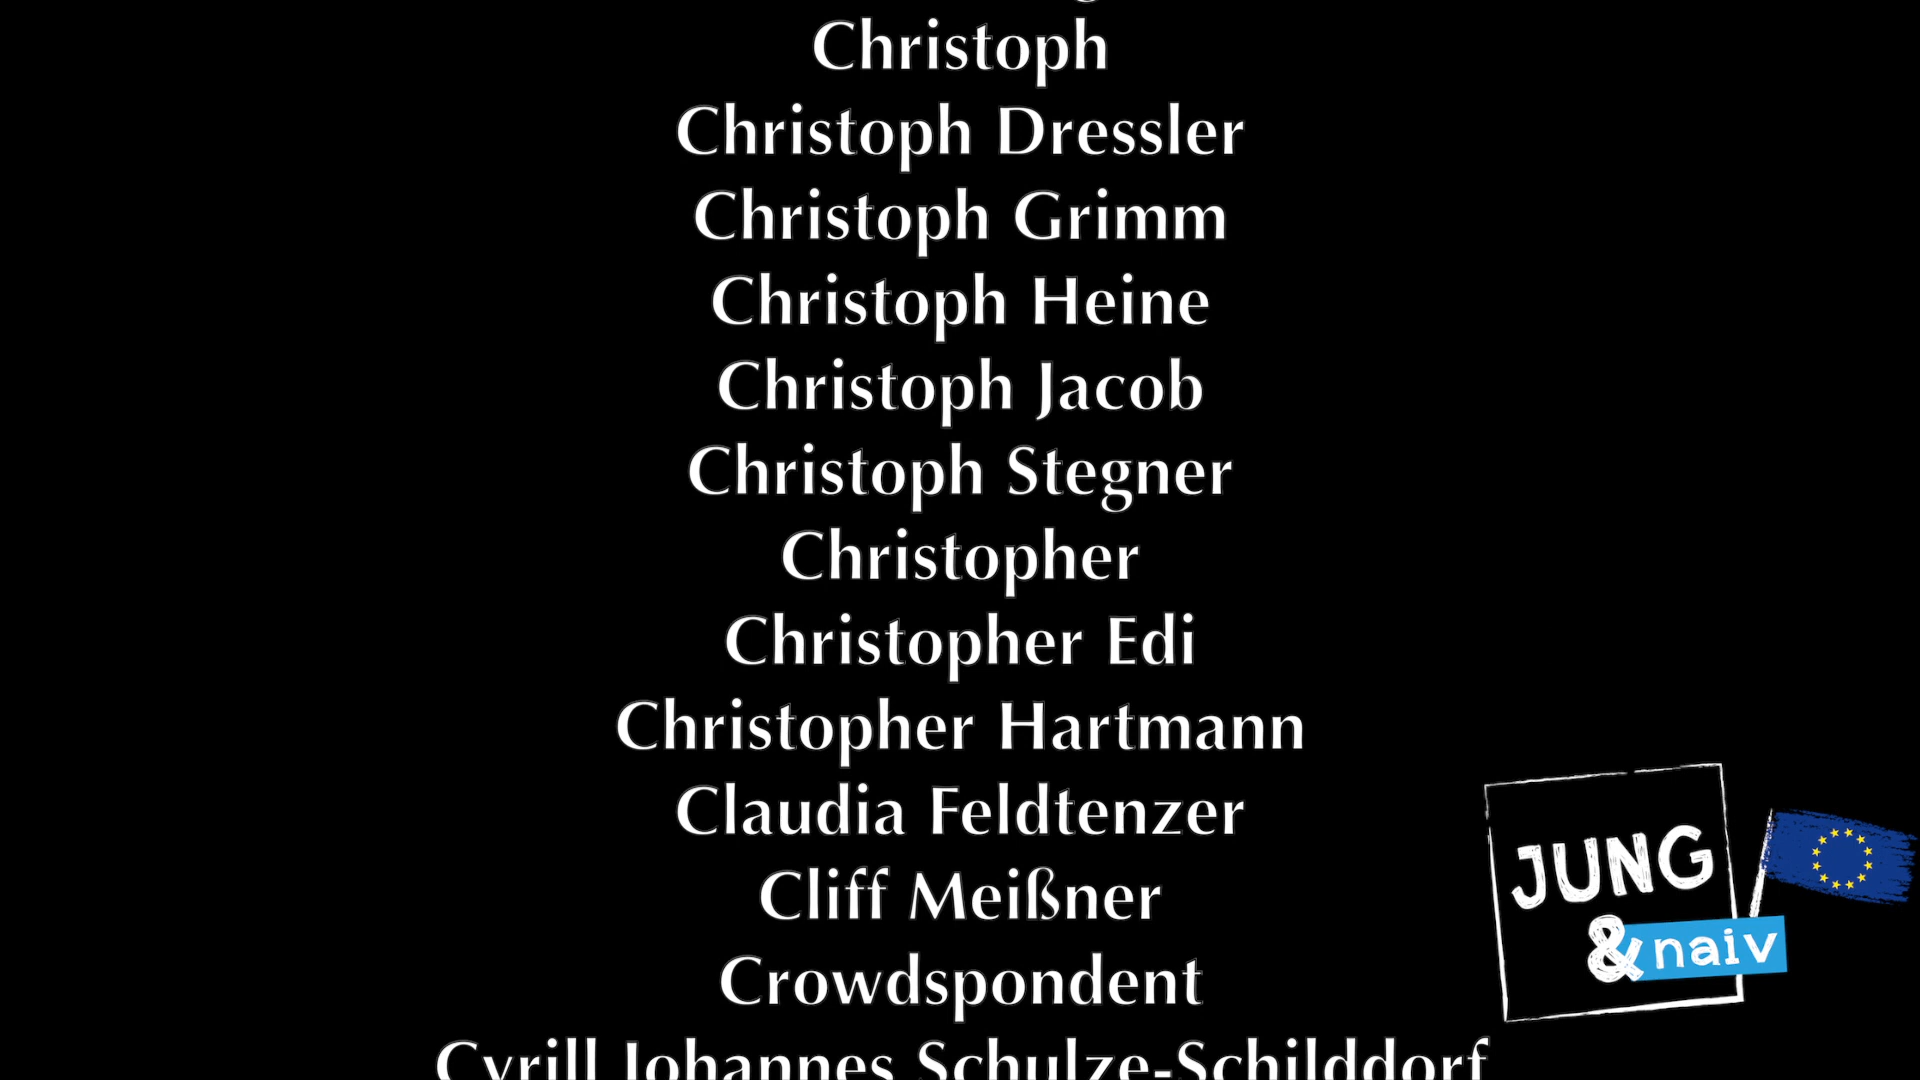 Christoph
Christoph Dressler
Christoph Grimm
Christoph Heine
Christoph Jacob
Christoph Stegner
Christopher
Christopher Edi
Christopher Hartmann
Claudia Feldtenzer
Cliff Meißner
Crowdspondent
Cyrill Johannes Schulze-Schilddorf
JUNG
&naiv